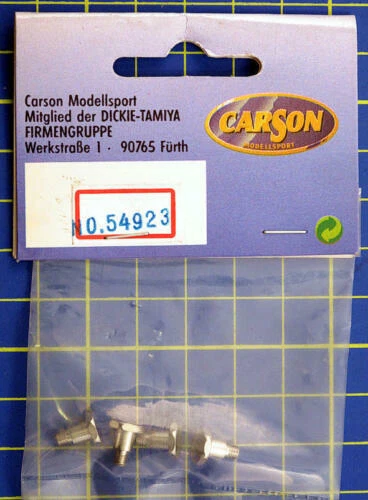 Carson Modellsport
Mitglied der DICKIE-TAMIYA
FIRMENGRUPPE
Werkstraße 1 · 90765 Fürth
CARSON
MODELLSPORT
NO.54923